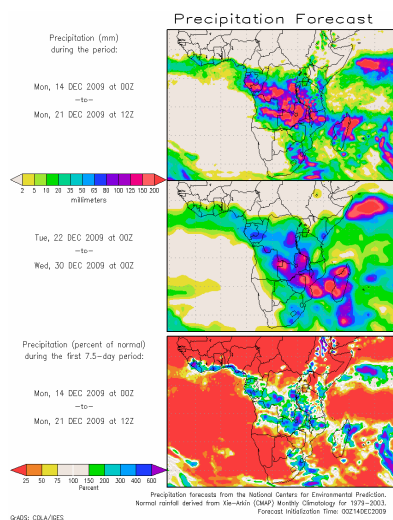 Precipitation Forecast
Precipitation (mm)
during the period:
Mon, 14 DEC 2009 at 00Z
—to—
Mon, 21 DEC 2009 at 12Z
2 5 10 20 35 50 65 80 100 125 150 200
millimeters
Tue, 22 DEC 2009 at 00Z
—to—
Wed, 30 DEC 2009 at 00Z
Precipitation (percent of normal)
during the first 7.5-day period:
Mon, 14 DEC 2009 at 00Z
—to—
Mon, 21 DEC 2009 at 12Z
25 50 75 100 150 200 300 400 600
Percent
Precipitation forecasts from the National Centers for Environmental Prediction.
Normal rainfall derived from Xie-Arkin (CMAP) Monthly Climatology for 1979-2003.
Forecast Initialization Time: 00Z14DEC2009
GrADS: COLA/IGES